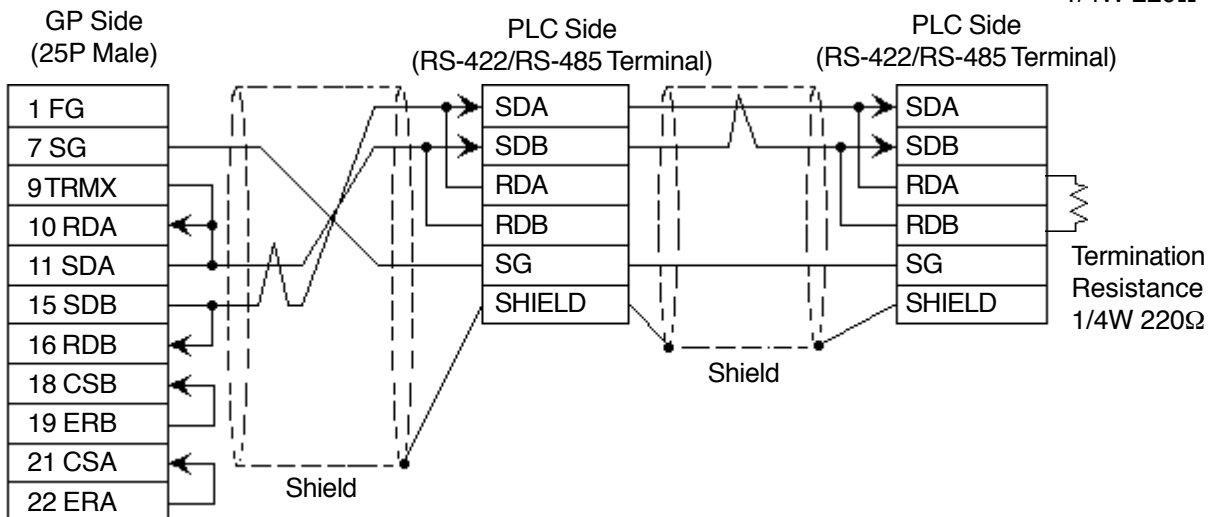 GP Side
(25P Male)
1 FG
7 SG
9 TRMX
10 RDA
11 SDA
15 SDB
16 RDB
18 CSB
19 ERB
21 CSA
22 ERA
Shield
PLC Side
(RS-422/RS-485 Terminal)
SDA
SDB
RDA
RDB
SG
SHIELD
Shield
PLC Side
(RS-422/RS-485 Terminal)
SDA
SDB
RDA
RDB
SG
SHIELD
Termination
Resistance
1/4W 220Ω